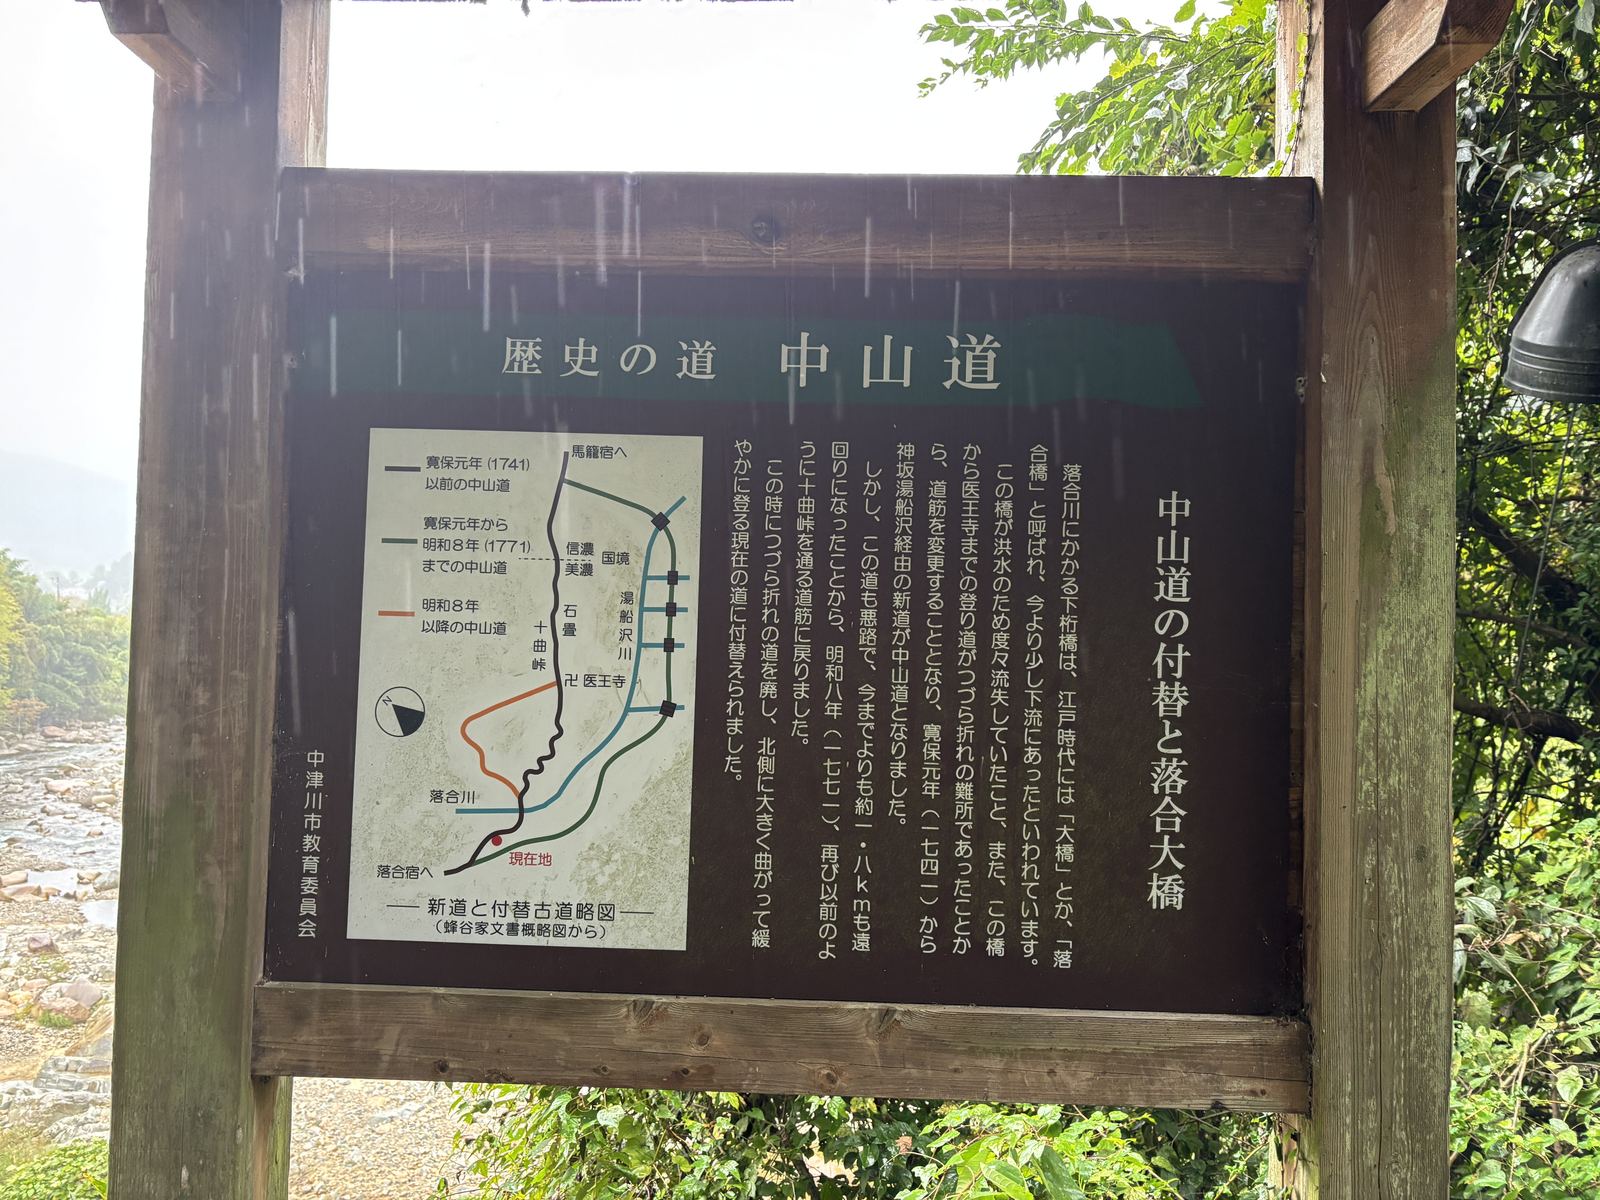 歴史の道 中山道
中山道の付替と落合大橋
落合川にかかる下桁橋は、江戸時代には「大橋」とか、「落
合橋」と呼ばれ、今より少し下流にあったといわれています。
この橋が洪水のため度々流失していたこと、また、この橋
から医王寺までの登り道がつづら折れの難所であったことか
ら、道筋を変更することとなり、寛保元年（一七四一）から
神坂湯船沢経由の新道が中山道となりました。
しかし、この道も悪路で、今までよりも約一・八kmも遠
回りになったことから、明和八年（一七七一）、再び以前のよ
うに十曲峠を通る道筋に戻りました。
この時につづら折れの道を廃し、北側に大きく曲がって緩
やかに登る現在の道に付替えられました。
寛保元年(1741)
以前の中山道
寛保元年から
明和8年(1771)
までの中山道
明和8年
以降の中山道
馬籠宿へ
信濃
美濃
国境
石畳
十曲峠
湯船沢川
卍医王寺
N
落合川
現在地
落合宿へ
新道と付替古道略図
（蜂谷家文書概略図から）
中津川市教育委員会